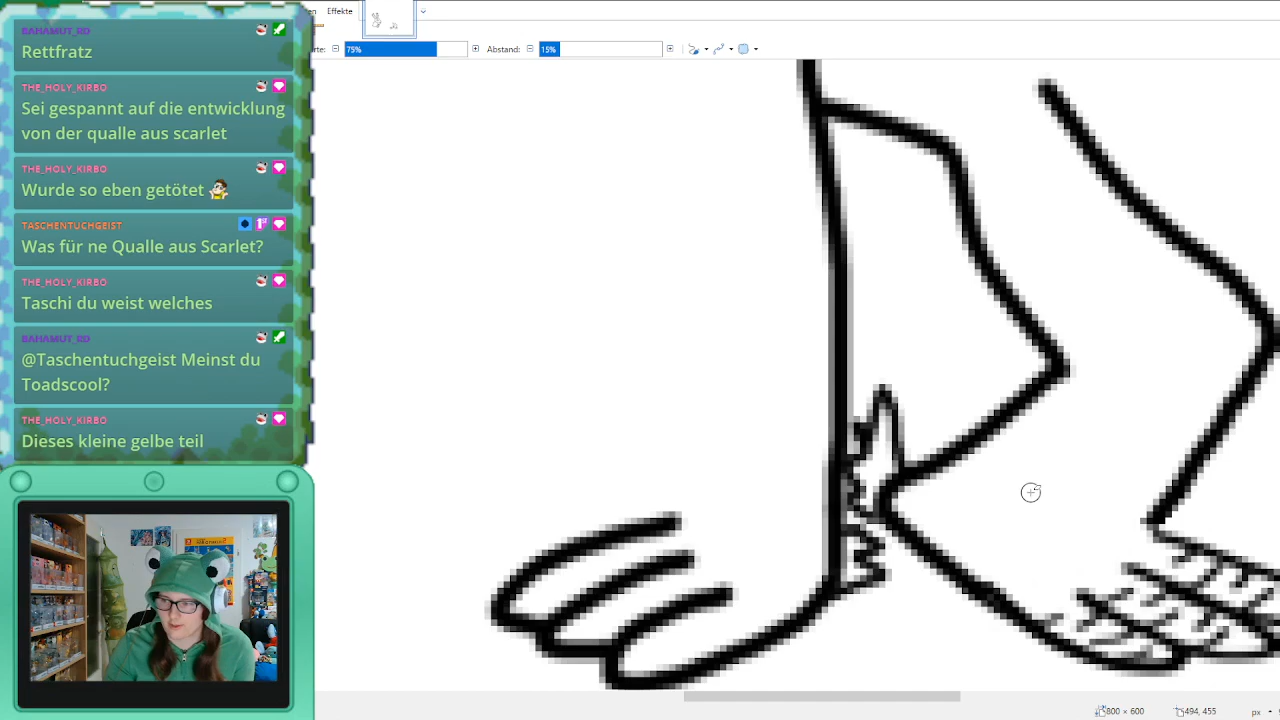 BAHAMUT_RD
Rettfratz
THE_HOLY_KIRBO
Sei gespannt auf die entwicklung
von der qualle aus scarlet
THE_HOLY_KIRBO
Wurde so eben getötet
TASCHENTUCHGEIST
Was für ne Qualle aus Scarlet?
THE_HOLY_KIRBO
Taschi du weist welches
BAHAMUT_RD
@Taschentuchgeist Meinst du
Toadscool?
THE_HOLY_KIRBO
Dieses kleine gelbe teil
en Effekte
rte: 75% Abstand: 15%
800 × 600 494, 455 px